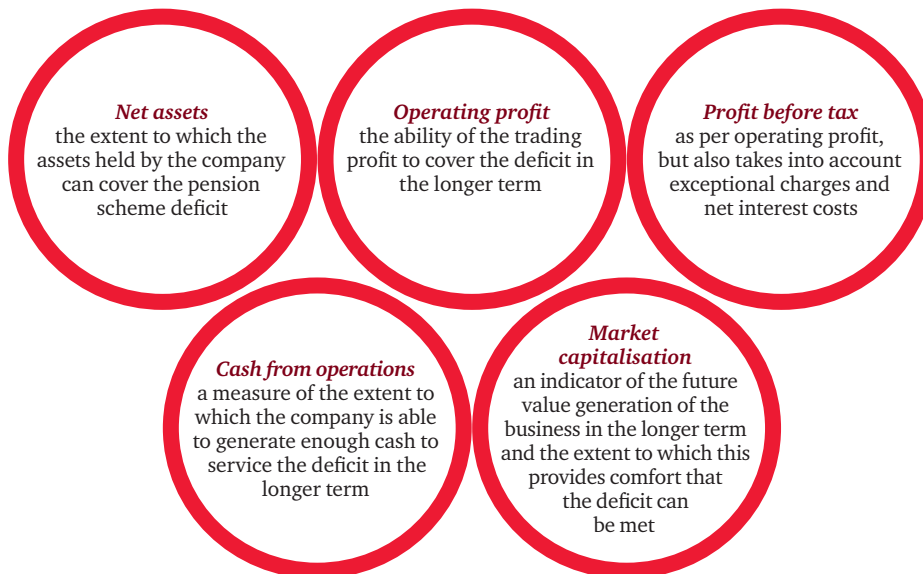 Net assets
the extent to which the
assets held by the company
can cover the pension
scheme deficit
Operating profit
the ability of the trading
profit to cover the deficit in
the longer term
Profit before tax
as per operating profit,
but also takes into account
exceptional charges and
net interest costs
Cash from operations
a measure of the extent to
which the company is able
to generate enough cash to
service the deficit in the
longer term
Market
capitalisation
an indicator of the future
value generation of the
business in the longer term
and the extent to which this
provides comfort that
the deficit can
be met